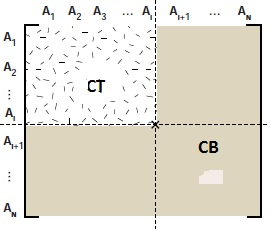 A1 A2 A3 ... AI AI+1 ... AN
A1
A2
⋮
AI
AI+1
⋮
AN
CT
CB